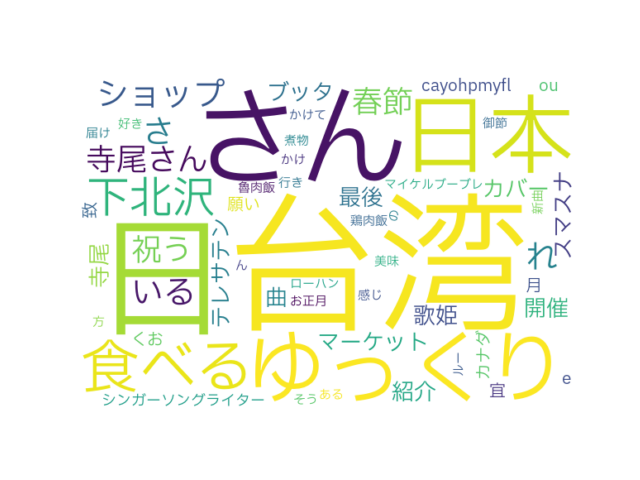 ショップ
ブッタ
春節
cayohpmyfl
ou
さん
日本
かけて
好き
届け
さ
煮物
御節
かけ
寺尾さん
魯肉飯
行き
マイケルブーブレ
カバー
スマスナ
下北沢
致
願い
最後
鶏肉飯
の
新曲
れ
日
祝う
いる
台湾
テレサテン
寺尾
ん
美味
ローハン
お正月
曲
感じ
歌姫
月
開催
方
くお
マーケット
カナダ
ルー
食べる
ゆっくり
紹介
宜
e
シンガーソングライター
そう
ある